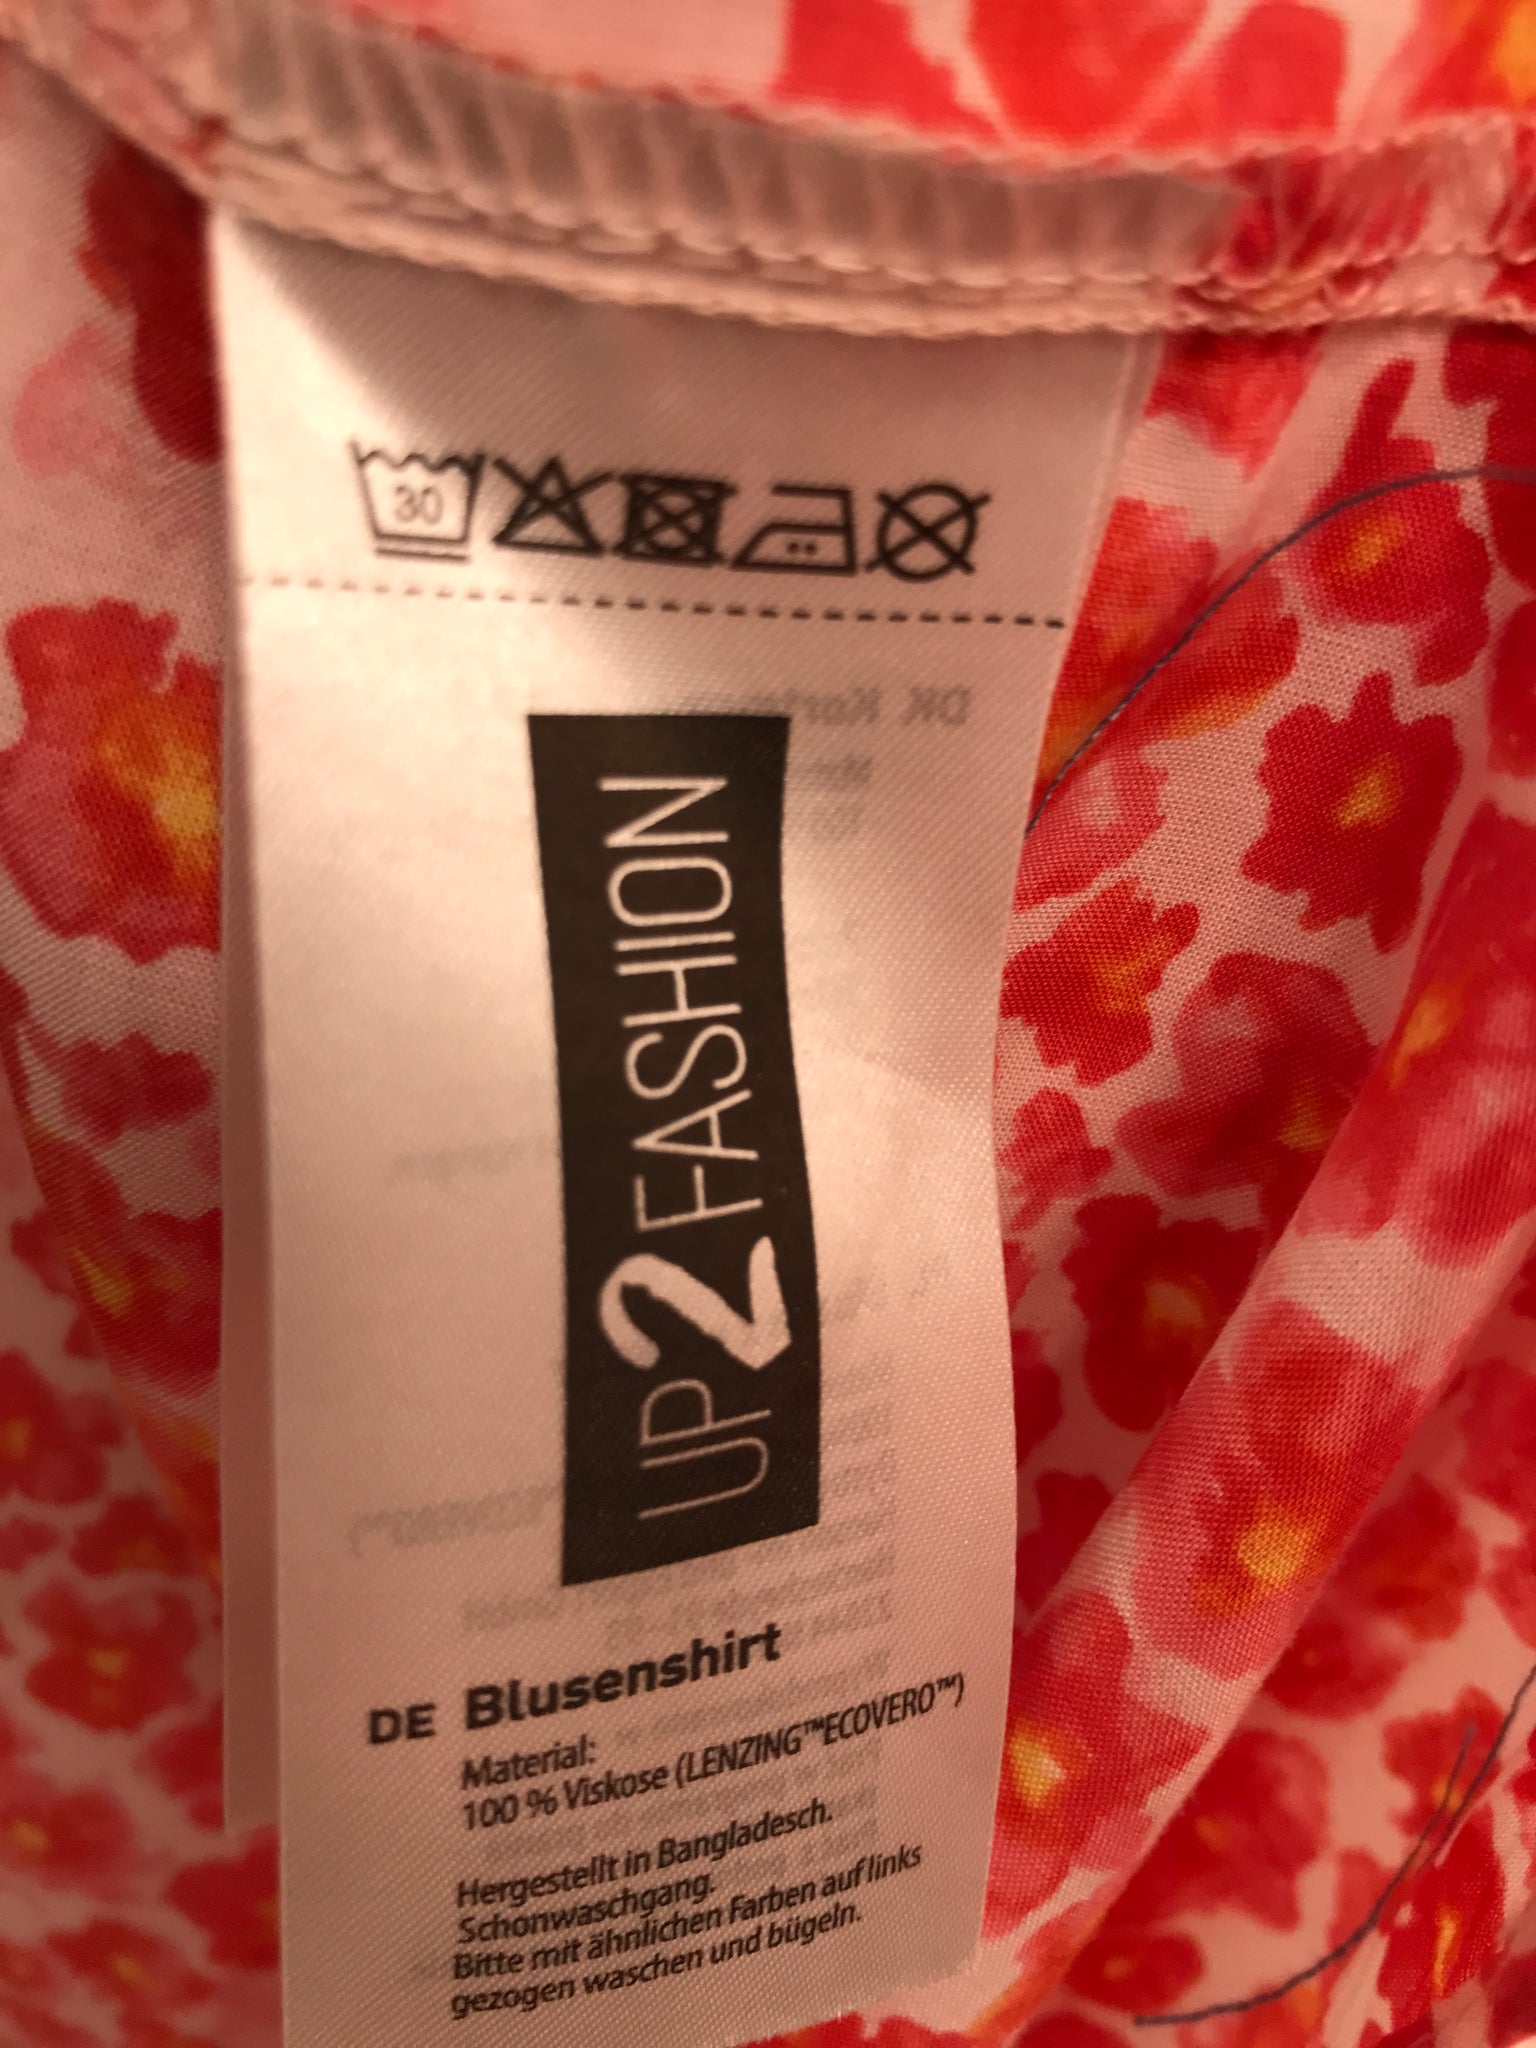 30
UP2FASHION
DE Blusenshirt
Material:
100 % Viskose (LENZING™ECOVERO™)
Hergestellt in Bangladesch.
Schonwaschgang.
Bitte mit ähnlichen Farben auf links
gezogen waschen und bügeln.